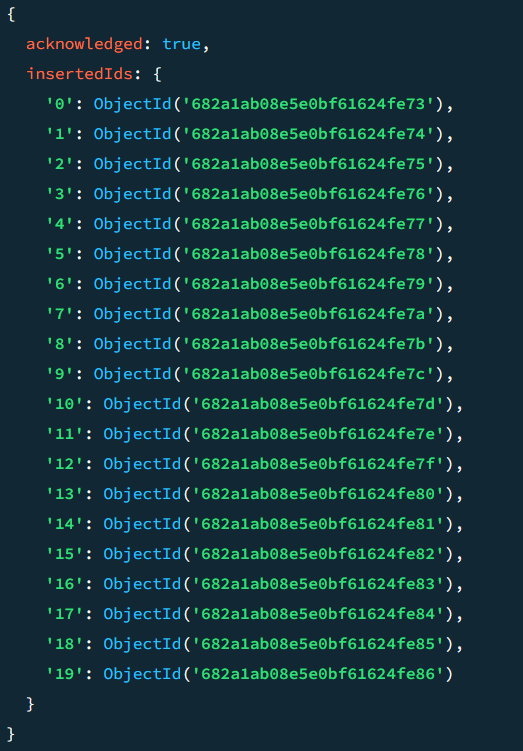 {
  acknowledged: true,
  insertedIds: {
    '0': ObjectId('682a1ab08e5e0bf61624fe73'),
    '1': ObjectId('682a1ab08e5e0bf61624fe74'),
    '2': ObjectId('682a1ab08e5e0bf61624fe75'),
    '3': ObjectId('682a1ab08e5e0bf61624fe76'),
    '4': ObjectId('682a1ab08e5e0bf61624fe77'),
    '5': ObjectId('682a1ab08e5e0bf61624fe78'),
    '6': ObjectId('682a1ab08e5e0bf61624fe79'),
    '7': ObjectId('682a1ab08e5e0bf61624fe7a'),
    '8': ObjectId('682a1ab08e5e0bf61624fe7b'),
    '9': ObjectId('682a1ab08e5e0bf61624fe7c'),
    '10': ObjectId('682a1ab08e5e0bf61624fe7d'),
    '11': ObjectId('682a1ab08e5e0bf61624fe7e'),
    '12': ObjectId('682a1ab08e5e0bf61624fe7f'),
    '13': ObjectId('682a1ab08e5e0bf61624fe80'),
    '14': ObjectId('682a1ab08e5e0bf61624fe81'),
    '15': ObjectId('682a1ab08e5e0bf61624fe82'),
    '16': ObjectId('682a1ab08e5e0bf61624fe83'),
    '17': ObjectId('682a1ab08e5e0bf61624fe84'),
    '18': ObjectId('682a1ab08e5e0bf61624fe85'),
    '19': ObjectId('682a1ab08e5e0bf61624fe86')
  }
}